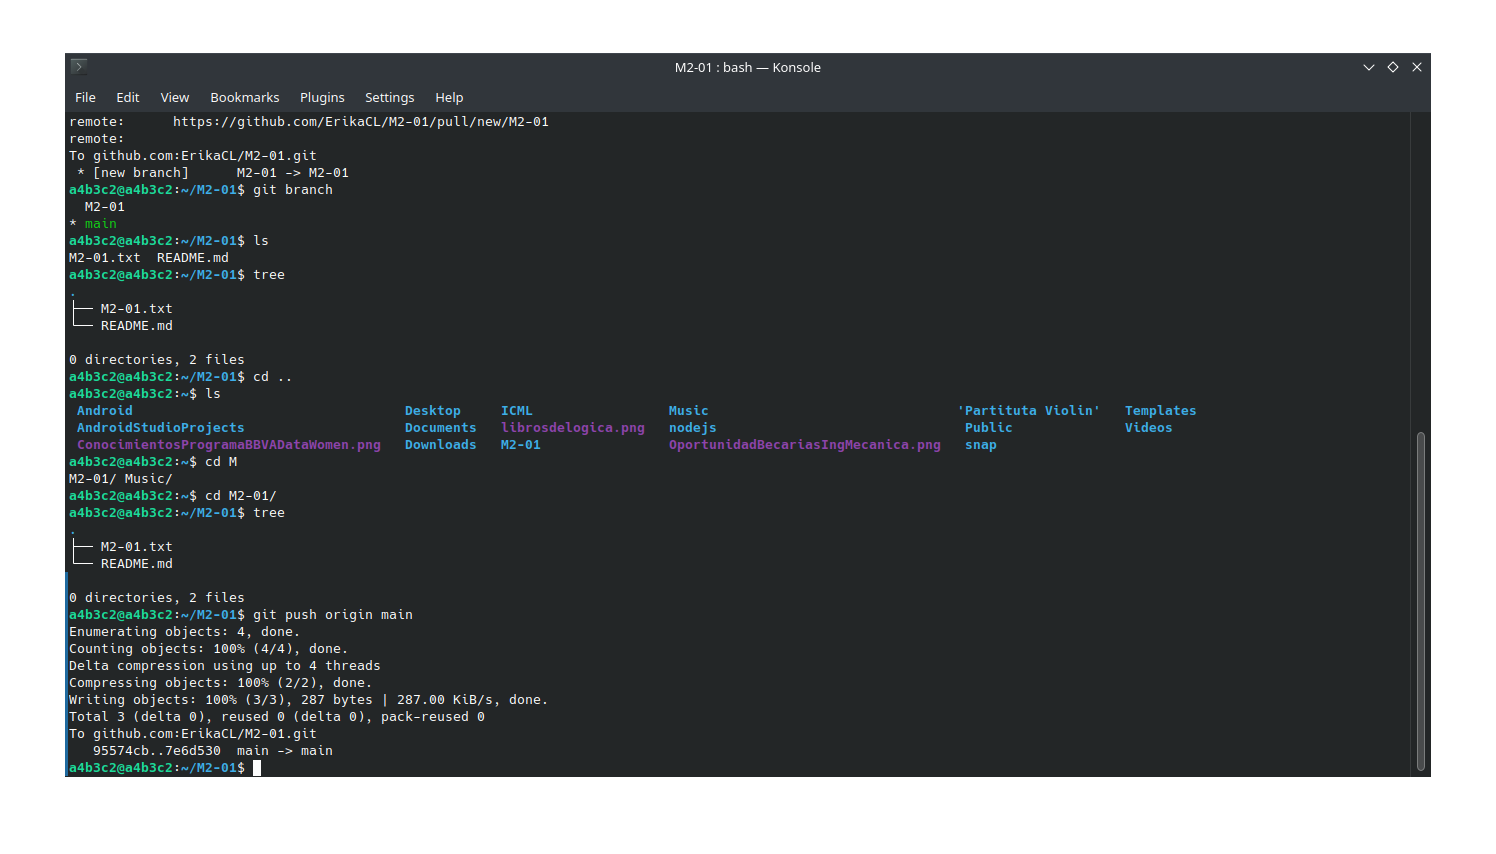 M2-01 : bash — Konsole
File Edit View Bookmarks Plugins Settings Help
remote:      https://github.com/ErikaCL/M2-01/pull/new/M2-01
remote:
To github.com:ErikaCL/M2-01.git
 * [new branch]      M2-01 -> M2-01
a4b3c2@a4b3c2:~/M2-01$ git branch
  M2-01
* main
a4b3c2@a4b3c2:~/M2-01$ ls
M2-01.txt  README.md
a4b3c2@a4b3c2:~/M2-01$ tree
.
├── M2-01.txt
└── README.md
0 directories, 2 files
a4b3c2@a4b3c2:~/M2-01$ cd ..
a4b3c2@a4b3c2:~$ ls
 Android                                  Desktop     ICML                 Music                               'Partituta Violin'   Templates
 AndroidStudioProjects                    Documents   librosdelogica.png   nodejs                               Public              Videos
 ConocimientosProgramaBBVADataWomen.png   Downloads   M2-01                OportunidadBecariasIngMecanica.png   snap
a4b3c2@a4b3c2:~$ cd M
M2-01/ Music/
a4b3c2@a4b3c2:~$ cd M2-01/
a4b3c2@a4b3c2:~/M2-01$ tree
.
├── M2-01.txt
└── README.md
0 directories, 2 files
a4b3c2@a4b3c2:~/M2-01$ git push origin main
Enumerating objects: 4, done.
Counting objects: 100% (4/4), done.
Delta compression using up to 4 threads
Compressing objects: 100% (2/2), done.
Writing objects: 100% (3/3), 287 bytes | 287.00 KiB/s, done.
Total 3 (delta 0), reused 0 (delta 0), pack-reused 0
To github.com:ErikaCL/M2-01.git
   95574cb..7e6d530  main -> main
a4b3c2@a4b3c2:~/M2-01$